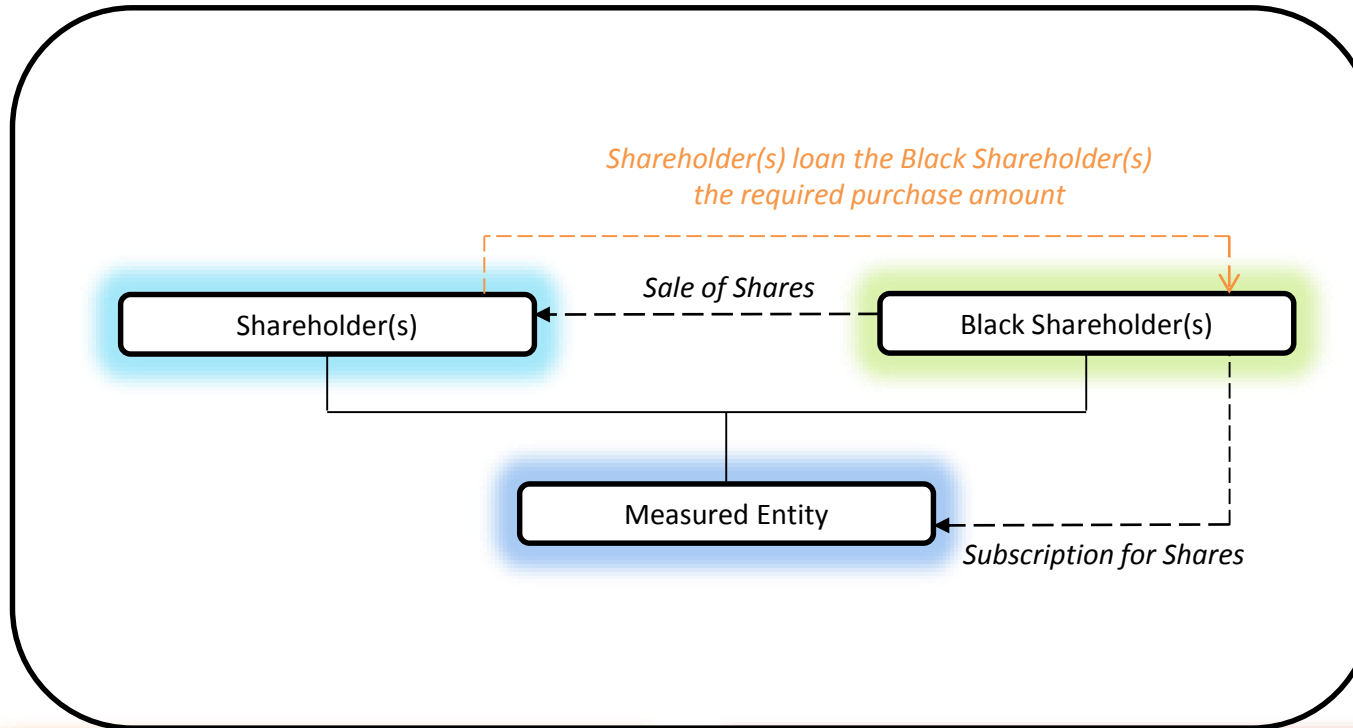 Shareholder(s) loan the Black Shareholder(s)
the required purchase amount
Sale of Shares
Shareholder(s)
Black Shareholder(s)
Measured Entity
Subscription for Shares